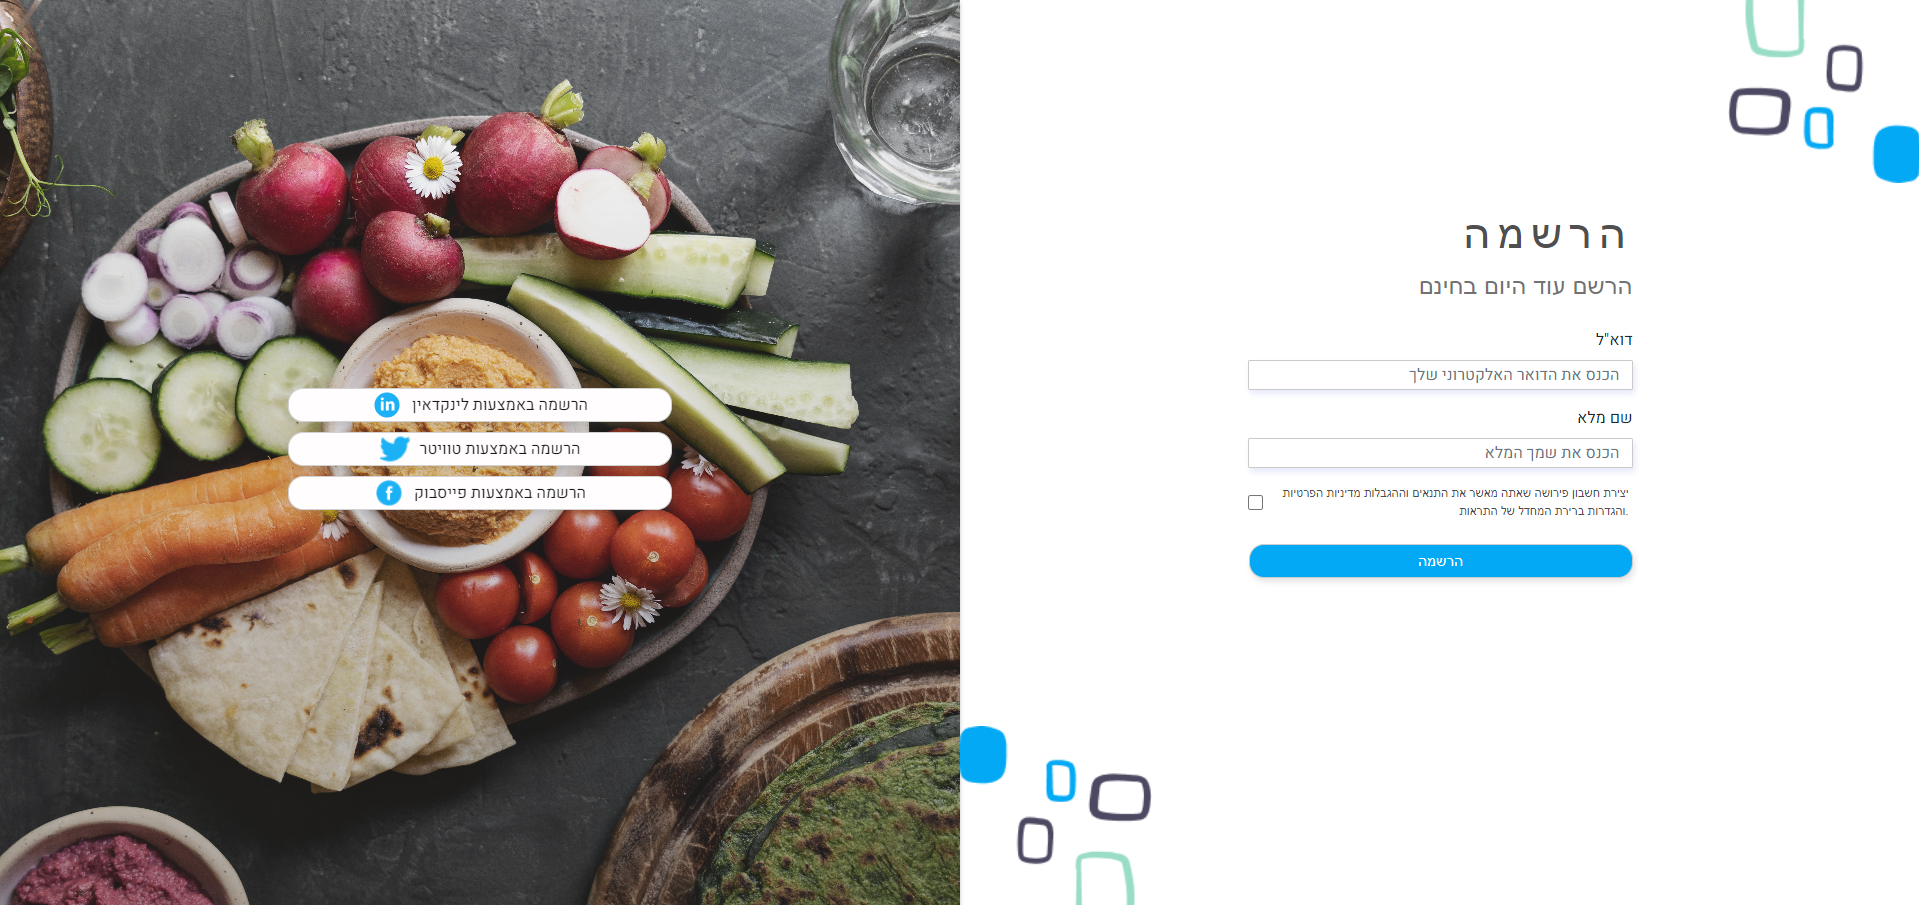 הרשמה
הרשם עוד היום בחינם
דוא"ל
הכנס את הדואר האלקטרוני שלך
שם מלא
הכנס את שמך המלא
יצירת חשבון פירושה שאתה מאשר את התנאים וההגבלות מדיניות הפרטיות
והגדרות ברירת המחדל של התראות.
הרשמה
הרשמה באמצעות לינקדאין
הרשמה באמצעות טוויטר
הרשמה באמצעות פייסבוק